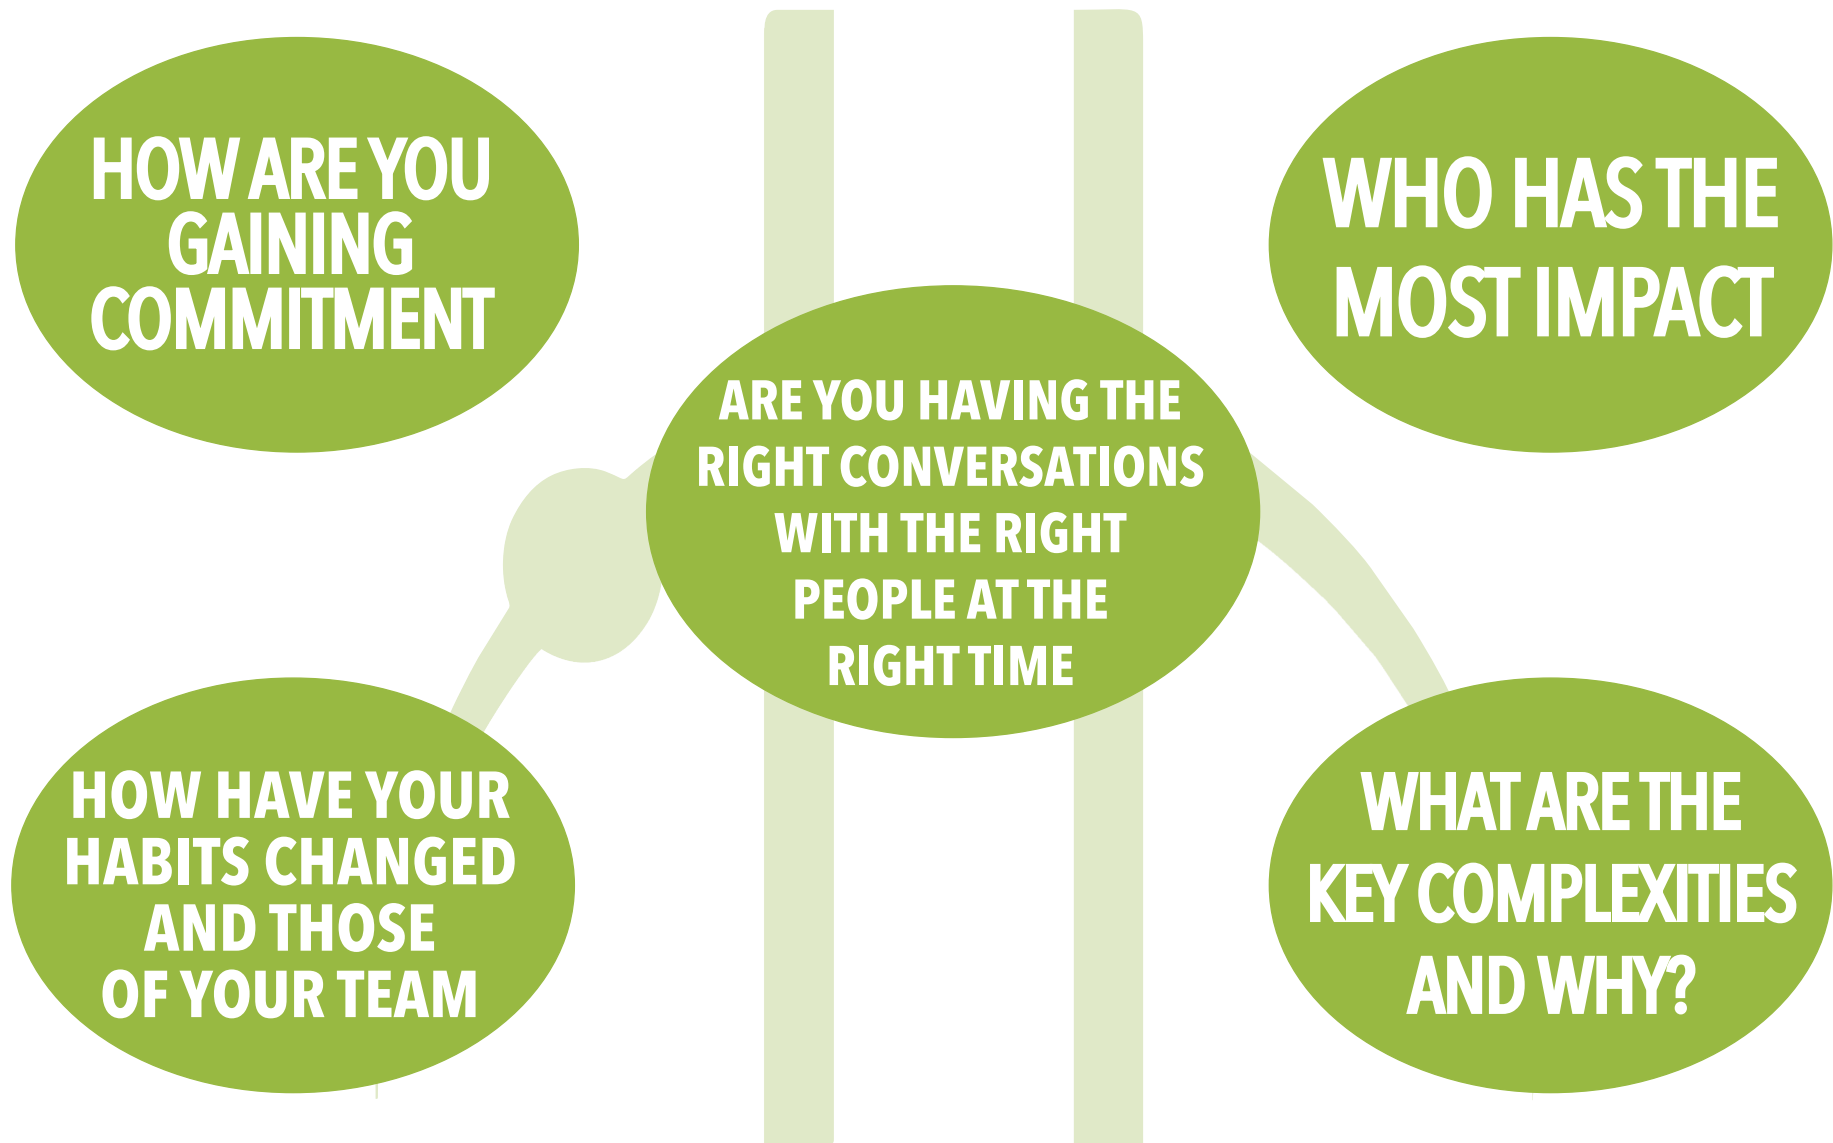 HOW ARE YOU
GAINING
COMMITMENT
WHO HAS THE
MOST IMPACT
ARE YOU HAVING THE
RIGHT CONVERSATIONS
WITH THE RIGHT
PEOPLE AT THE
RIGHT TIME
HOW HAVE YOUR
HABITS CHANGED
AND THOSE
OF YOUR TEAM
WHAT ARE THE
KEY COMPLEXITIES
AND WHY?